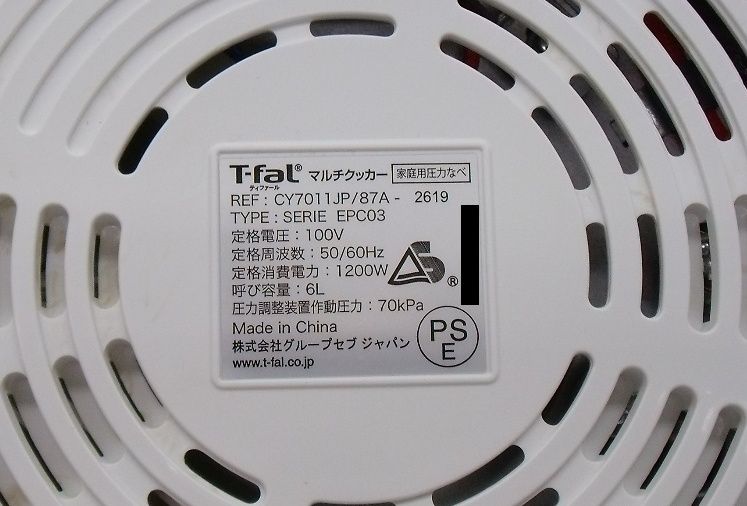 T-fal® マルチクッカー 家庭用圧力なべ
ティファール
REF : CY7011JP/87A - 2619
TYPE : SERIE EPC03
定格電圧：100V
定格周波数：50/60Hz
定格消費電力：1200W
呼び容量：6L
圧力調整装置作動圧力：70kPa
Made in China
株式会社グループセブ ジャパン
www.t-fal.co.jp
S ®
PS
E